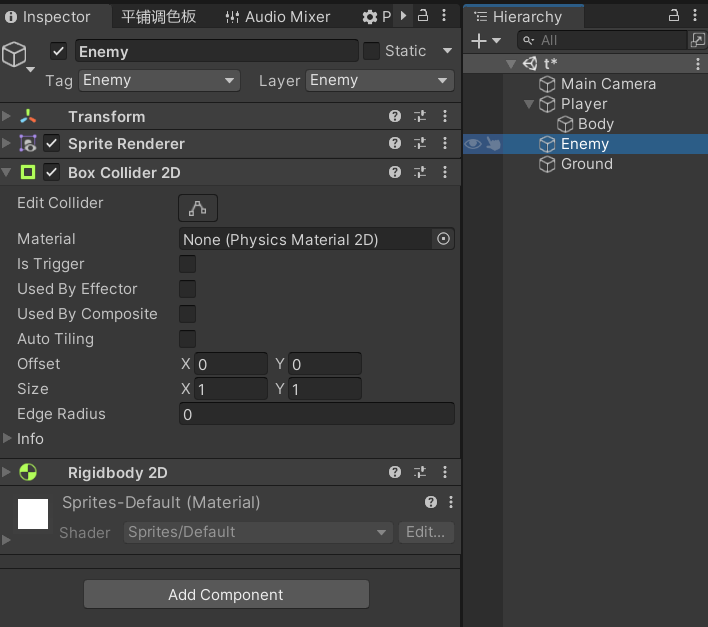 Inspector 平铺调色板 Audio Mixer P
Enemy Static
Tag Enemy Layer Enemy
Transform
Sprite Renderer
Box Collider 2D
Edit Collider
Material None (Physics Material 2D)
Is Trigger
Used By Effector
Used By Composite
Auto Tiling
Offset X 0 Y 0
Size X 1 Y 1
Edge Radius 0
Info
Rigidbody 2D
Sprites-Default (Material)
Shader Sprites/Default Edit...
Add Component
Hierarchy
All
t*
Main Camera
Player
Body
Enemy
Ground